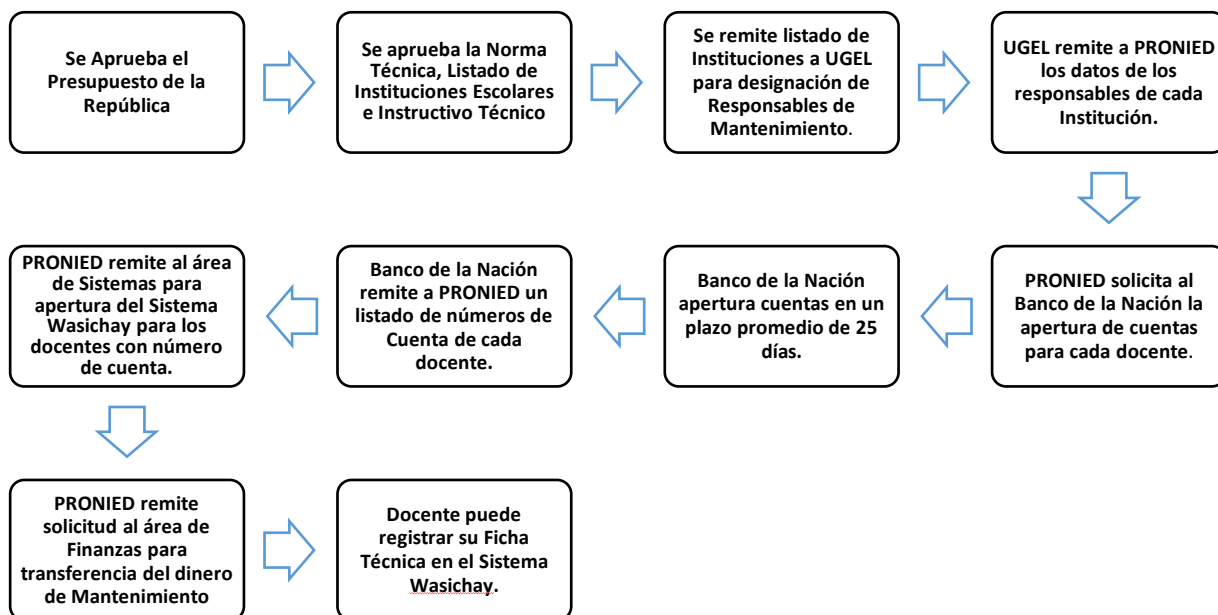 Se Aprueba el
Presupuesto de la
República
Se aprueba la Norma
Técnica, Listado de
Instituciones Escolares
e Instructivo Técnico
Se remite listado de
Instituciones a UGEL
para designación de
Responsables de
Mantenimiento.
UGEL remite a PRONIED
los datos de los
responsables de cada
Institución.
PRONIED solicita al
Banco de la Nación la
apertura de cuentas
para cada docente.
Banco de la Nación
apertura cuentas en un
plazo promedio de 25
días.
Banco de la Nación
remite a PRONIED un
listado de números de
Cuenta de cada
docente.
PRONIED remite al área
de Sistemas para
apertura del Sistema
Wasichay para los
docentes con número
de cuenta.
PRONIED remite
solicitud al área de
Finanzas para
transferencia del dinero
de Mantenimiento
Docente puede
registrar su Ficha
Técnica en el Sistema
Wasichay.